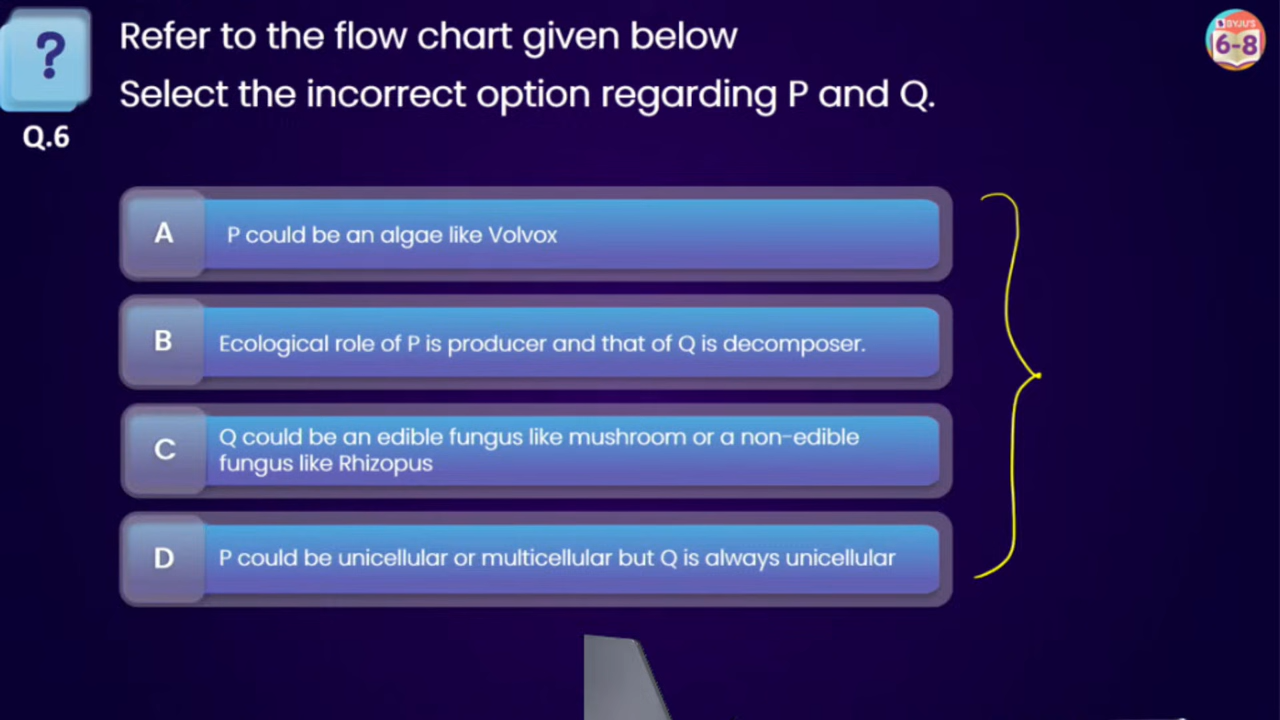 ?
Q.6
Refer to the flow chart given below
Select the incorrect option regarding P and Q.
BYJU'S
6-8
A
P could be an algae like Volvox
B
Ecological role of P is producer and that of Q is decomposer.
C
Q could be an edible fungus like mushroom or a non-edible
fungus like Rhizopus
D
P could be unicellular or multicellular but Q is always unicellular